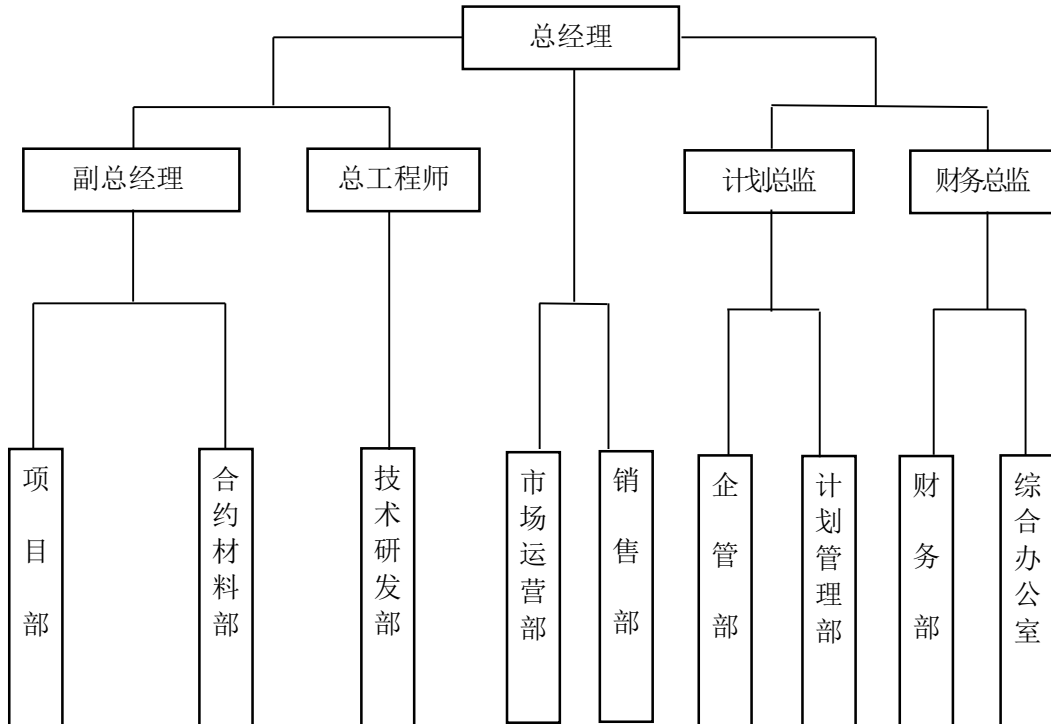 总经理
副总经理
总工程师
计划总监
财务总监
项目部
合约材料部
技术研发部
市场运营部
销售部
企管部
计划管理部
财务部
综合办公室